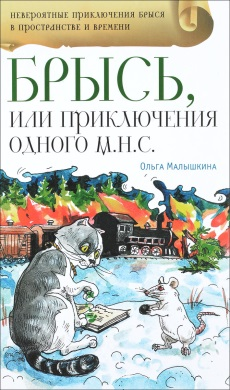 НЕВЕРОЯТНЫЕ ПРИКЛЮЧЕНИЯ БРЫСЯ
В ПРОСТРАНСТВЕ И ВРЕМЕНИ
БРЫСЬ,
ИЛИ ПРИКЛЮЧЕНИЯ
ОДНОГО М.Н.С.
ОЛЬГА МАЛЫШКИНА